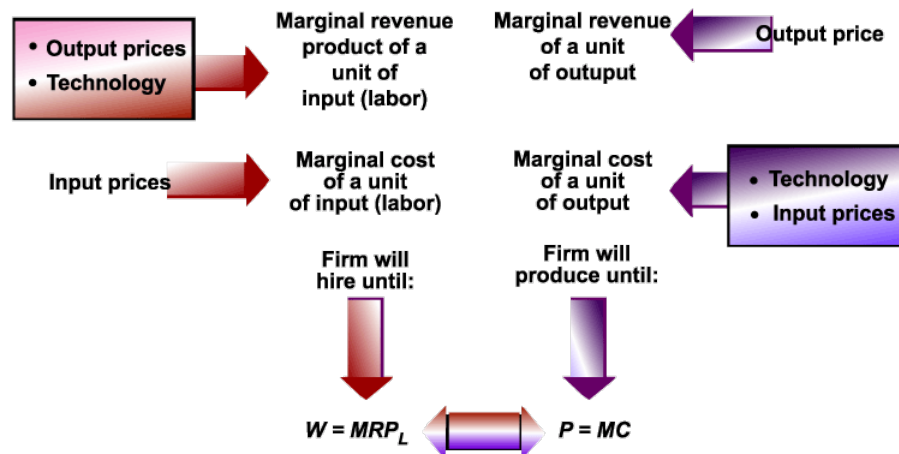 • Output prices
• Technology
Marginal revenue
product of a
unit of
input (labor)
Marginal revenue
of a unit
of outuput
Output price
Input prices
Marginal cost
of a unit
of input (labor)
Marginal cost
of a unit
of output
• Technology
• Input prices
Firm will
hire until:
Firm will
produce until:
W = MRP_L
P = MC